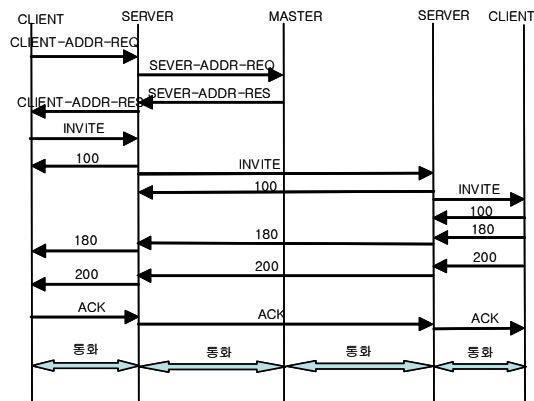 CLIENT SERVER MASTER SERVER CLIENT
CLIENT-ADDR-REQ
SEVER-ADDR-REQ
SEVER-ADDR-RES
CLIENT-ADDR-RES
INVITE
100
INVITE
100
INVITE
100
180
180
180
200
200
200
ACK
ACK
ACK
통화 통화 통화 통화